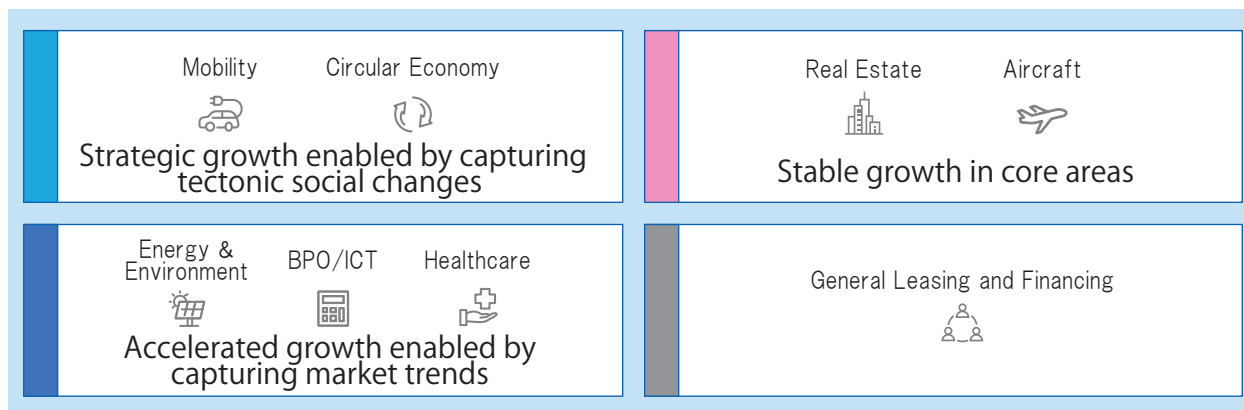 Mobility
Circular Economy
Strategic growth enabled by capturing
tectonic social changes
Real Estate
Aircraft
Stable growth in core areas
Energy &
Environment
BPO/ICT
Healthcare
Accelerated growth enabled by
capturing market trends
General Leasing and Financing